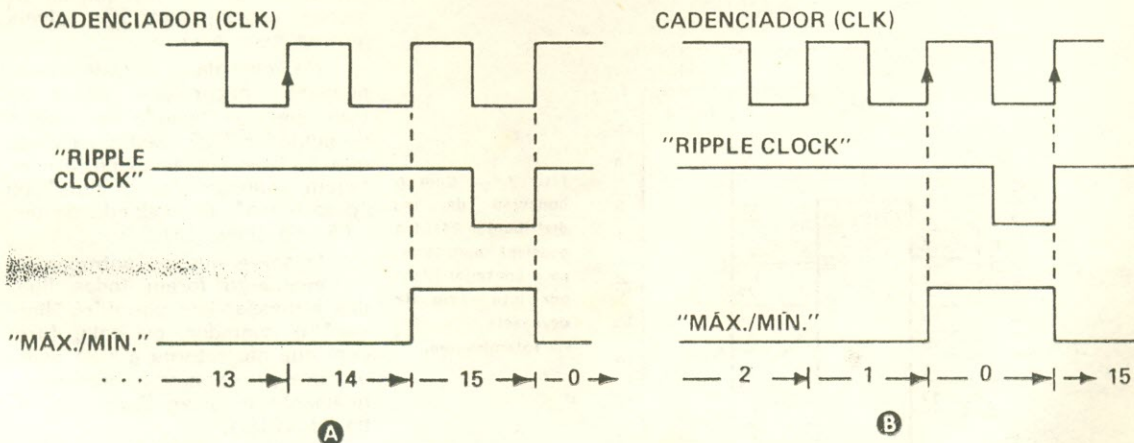 CADENCIADOR (CLK)
"RIPPLE
CLOCK"
"MÁX./MÍN."
· · · · 13 14 15 0
A
CADENCIADOR (CLK)
"RIPPLE CLOCK"
"MÁX./MÍN."
2 1 0 15
B